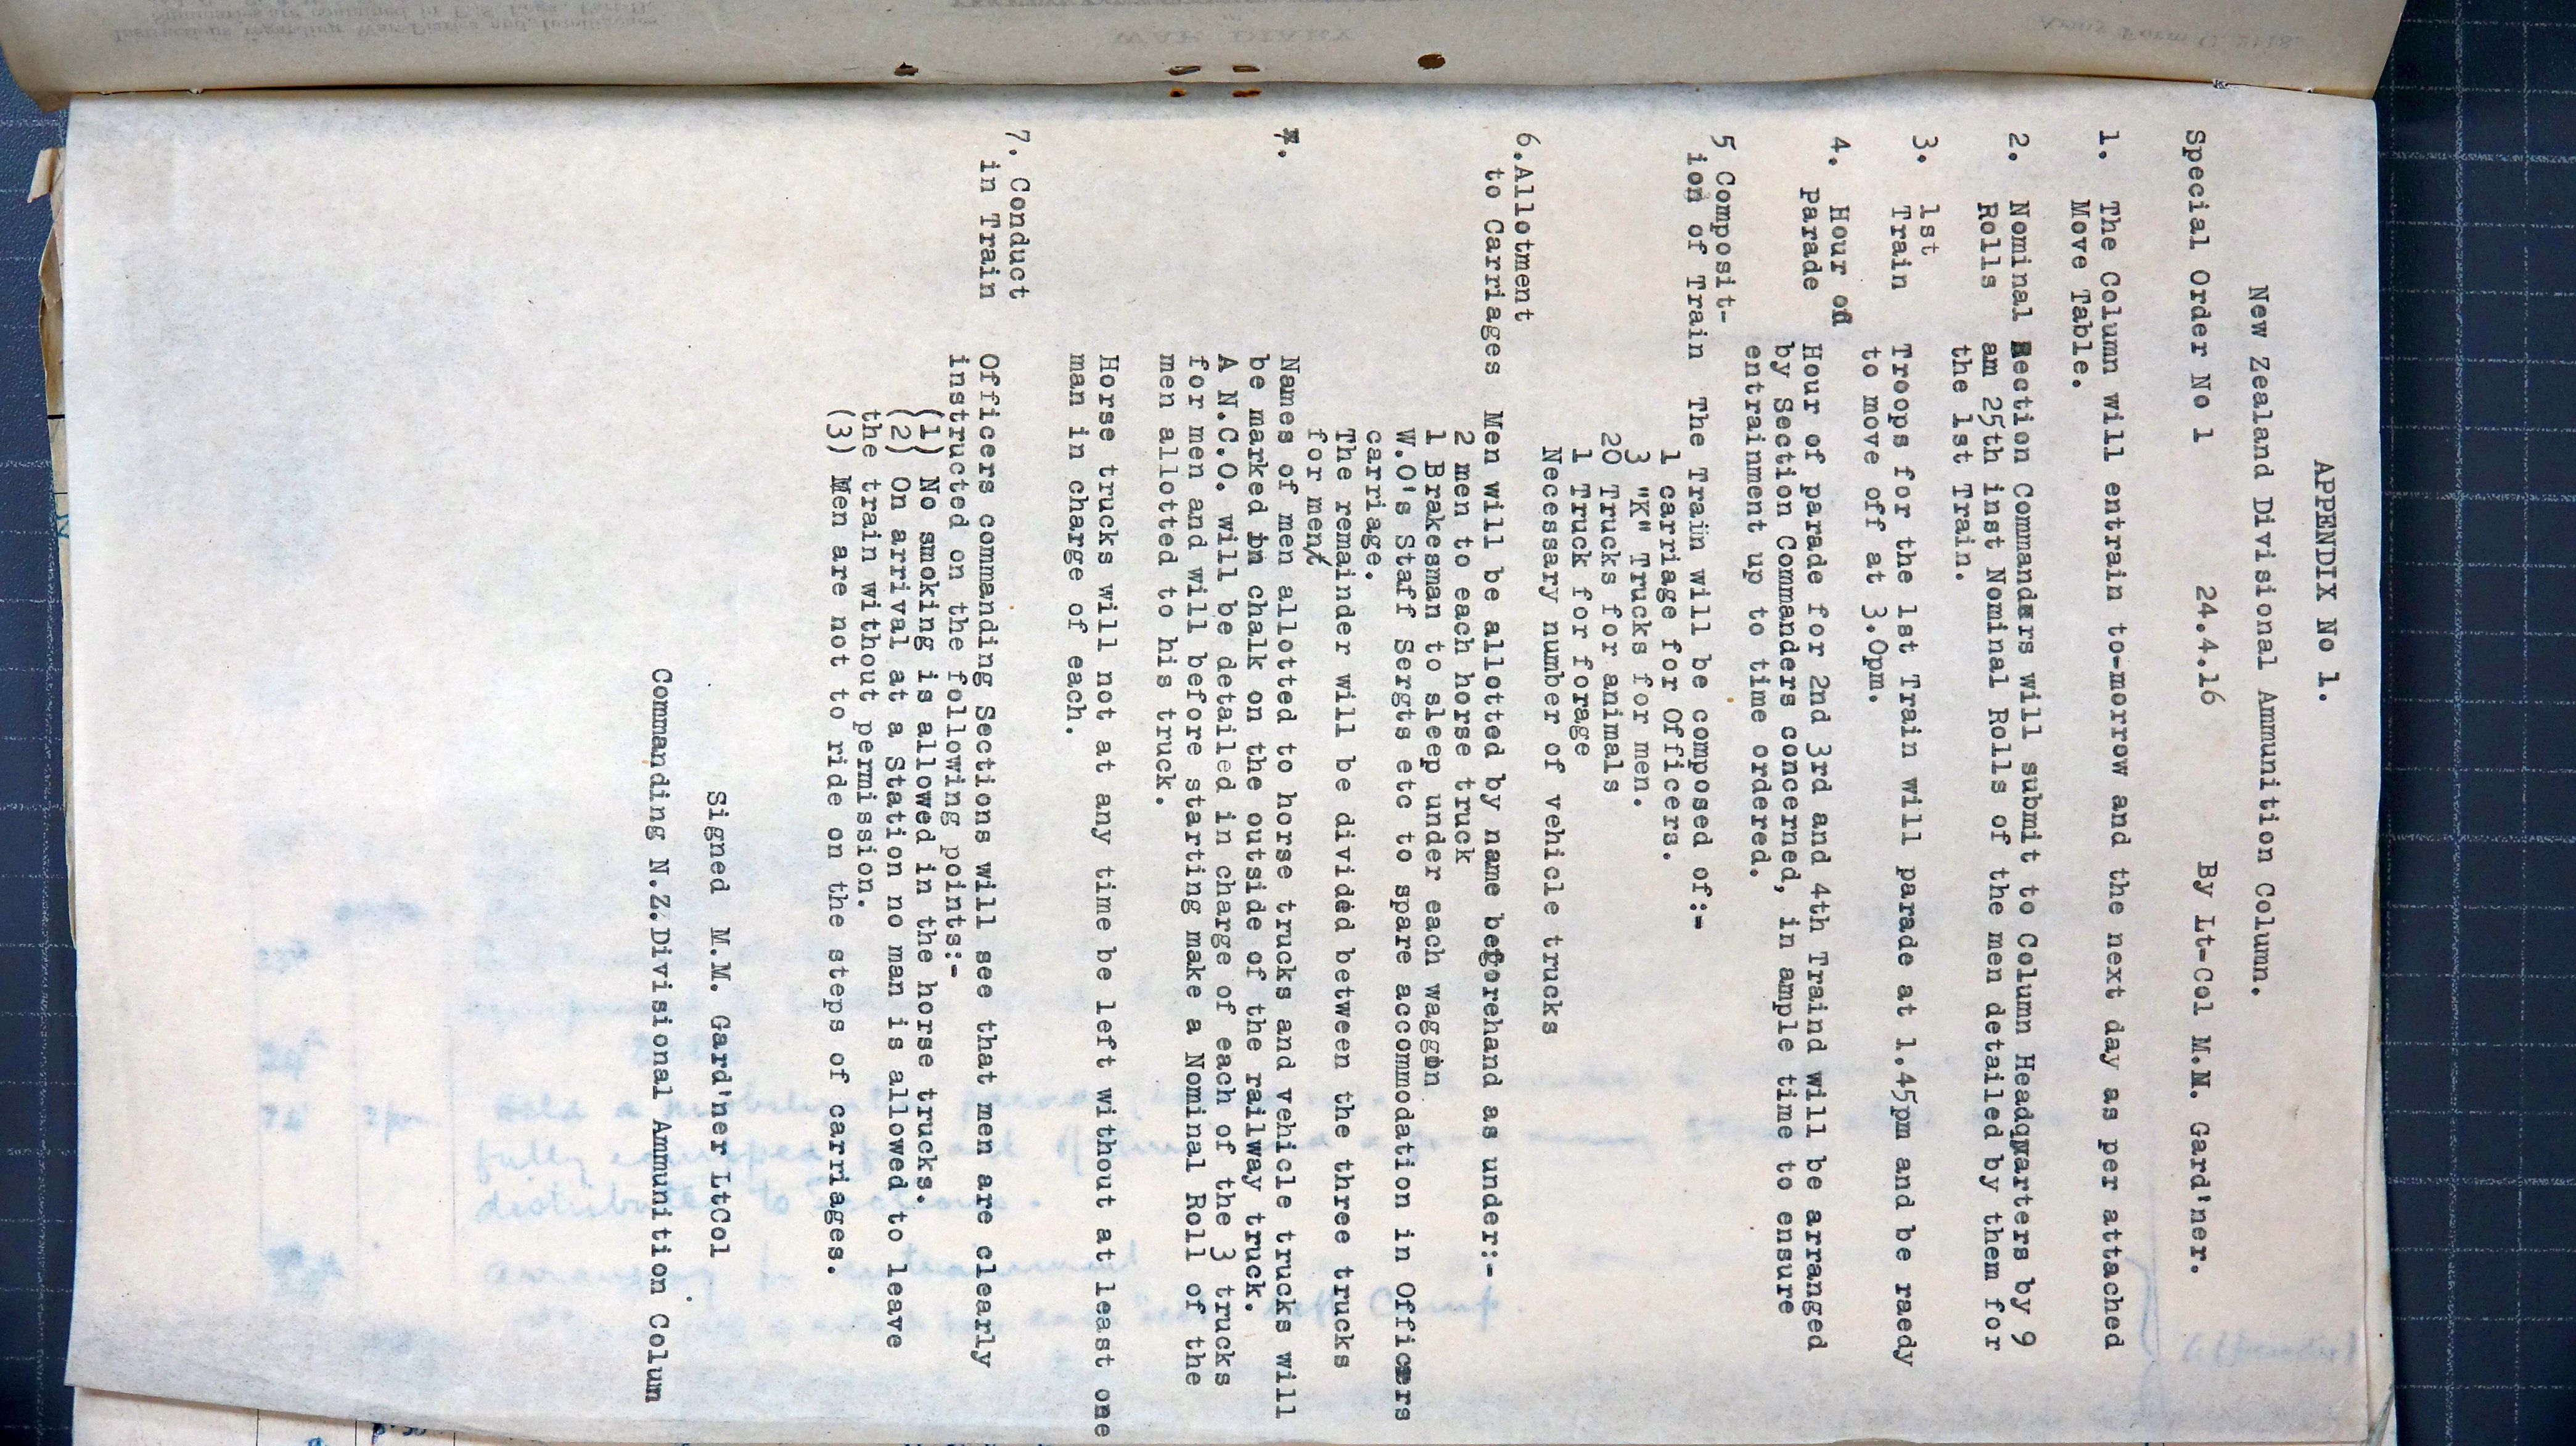 APPENDIX No 1.
New Zealand Divisional Ammunition Column.
Special Order No 1 24.4.16 By Lt-Col M.N. Gard'ner.
1. The Column will entrain to-morrow and the next day as per attached
Move Table.
2. Nominal Section Commanders will submit to Column Headquarters by 9
Rolls am 25th inst Nominal Rolls of the men detailed by them for
the 1st Train.
3. 1st
Train Troops for the 1st Train will parade at 1.45pm and be raedy
to move off at 3.0pm.
4. Hour of
parade Hour of parade for 2nd 3rd and 4th Traind will be arranged
by Section Commanders concerned, in ample time to ensure
entrainment up to time ordered.
5 Composit-
ion of Train The Train will be composed of:-
1 carriage for Officers.
3 "K" Trucks for men.
20 Trucks for animals
1 Truck for forage
Necessary number of vehicle trucks
6.Allotment
to Carriages Men will be allotted by name beforehand as under:-
2 men to each horse truck
1 Brakesman to sleep under each waggon
W.O's Staff Sergts etc to spare accommodation in Officers
carriage.
The remainder will be divided between the three trucks
for men
7. Names of men allotted to horse trucks and vehicle trucks will
be marked in chalk on the outside of the railway truck.
A N.C.O. will be detailed in charge of each of the 3 trucks
for men and will before starting make a Nominal Roll of the
men allotted to his truck.
Horse trucks will not at any time be left without at least one
man in charge of each.
7. Conduct
in Train Officers commanding Sections will see that men are clearly
instructed on the following points:-
(1) No smoking is allowed in the horse trucks.
(2) On arrival at a Station no man is allowed to leave
the train without permission.
(3) Men are not to ride on the steps of carriages.
Signed M.M. Gard'ner LtCol
Commanding N.Z.Divisional Ammunition Colum